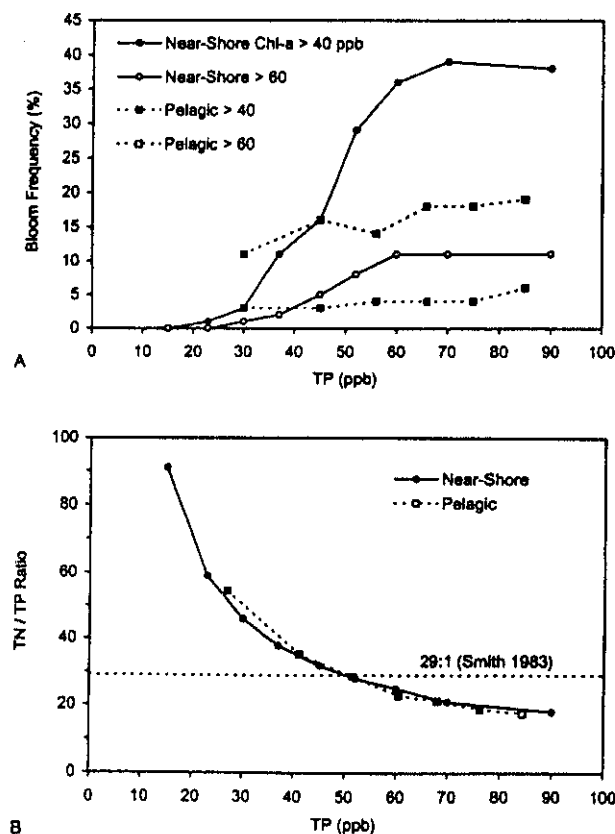 45
40
35
30
25
20
15
10
5
0
Bloom Frequency (%)
Near-Shore Chl-a > 40 ppb
Near-Shore > 60
Pelagic > 40
Pelagic > 60
0 10 20 30 40 50 60 70 80 90 100
TP (ppb)
A
100
80
60
40
20
0
TN / TP Ratio
Near-Shore
Pelagic
29:1 (Smith 1983)
0 10 20 30 40 50 60 70 80 90 100
TP (ppb)
B